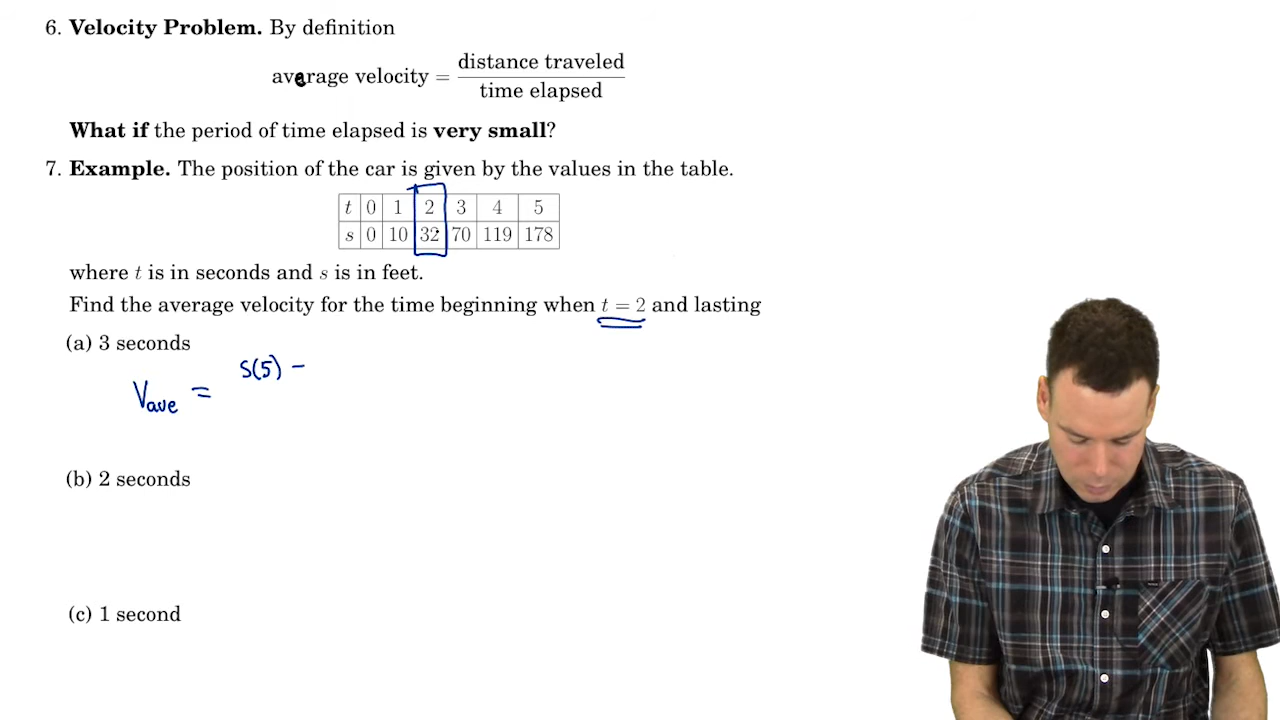 6. Velocity Problem. By definition
average velocity = distance traveled / time elapsed
What if the period of time elapsed is very small?
7. Example. The position of the car is given by the values in the table.
t 0 1 2 3 4 5
s 0 10 32 70 119 178
where t is in seconds and s is in feet.
Find the average velocity for the time beginning when t = 2 and lasting
(a) 3 seconds
Vave = s(5) −
(b) 2 seconds
(c) 1 second